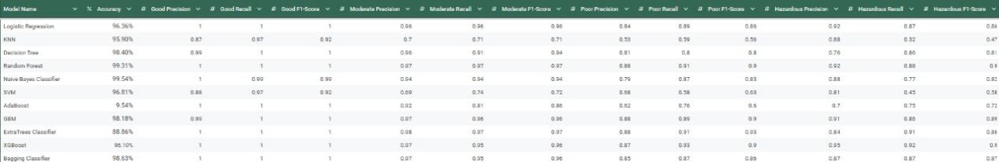 Model Name % Accuracy # Good Precision # Good Recall # Good F1-Score # Moderate Precision # Moderate Recall # Moderate F1-Score # Poor Precision # Poor Recall # Poor F1-Score # Hazardous Precision # Hazardous Recall # Hazardous F1-Score
Logistic Regression 96.36% 1 1 1 0.96 0.96 0.96 0.84 0.89 0.86 0.92 0.87 0.86
KNN 95.90% 0.87 0.97 0.92 0.7 0.71 0.71 0.53 0.59 0.56 0.88 0.32 0.47
Decision Tree 98.40% 0.99 1 1 0.96 0.91 0.94 0.81 0.8 0.8 0.76 0.86 0.81
Random Forest 99.31% 1 1 1 0.97 0.97 0.97 0.88 0.91 0.9 0.92 0.88 0.9
Naive Bayes Classifier 99.54% 1 0.99 0.99 0.94 0.94 0.94 0.79 0.87 0.83 0.88 0.77 0.82
SVM 96.81% 0.88 0.97 0.92 0.69 0.74 0.72 0.68 0.58 0.63 0.81 0.45 0.58
AdaBoost 9.54% 1 1 1 0.92 0.81 0.86 0.62 0.76 0.6 0.7 0.75 0.72
GBM 98.18% 0.99 1 1 0.97 0.96 0.96 0.88 0.89 0.9 0.91 0.86 0.89
ExtraTrees Classifier 88.86% 1 1 1 0.98 0.97 0.97 0.88 0.91 0.93 0.84 0.91 0.86
XGBoost 96.10% 1 1 1 0.97 0.95 0.96 0.87 0.93 0.9 0.95 0.92 0.9
Bagging Classifier 98.63% 1 1 1 0.97 0.95 0.96 0.85 0.87 0.86 0.87 0.87 0.87